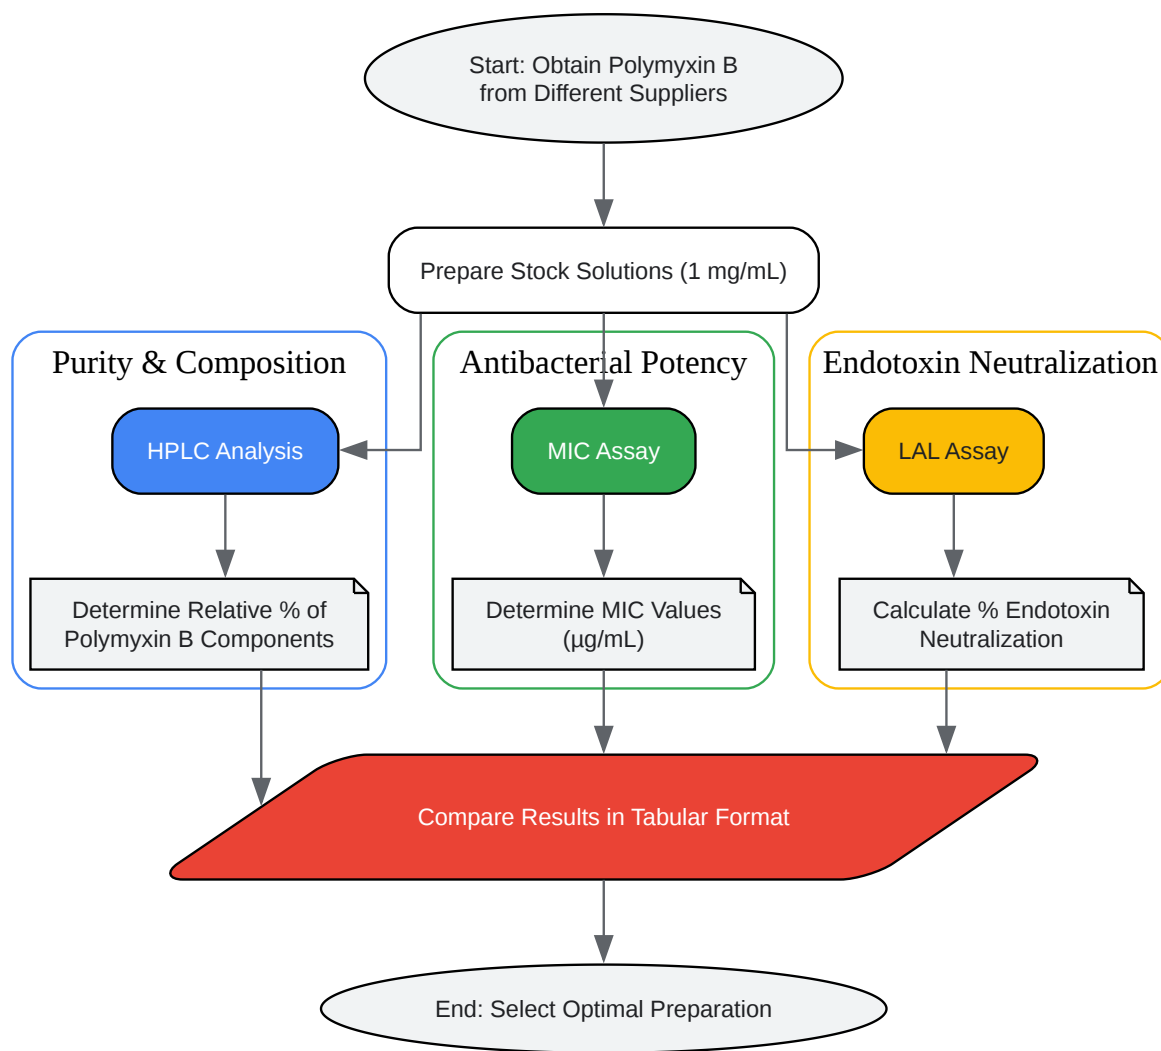 Start: Obtain Polymyxin B
from Different Suppliers
Prepare Stock Solutions (1 mg/mL)
Purity & Composition
HPLC Analysis
Determine Relative % of
Polymyxin B Components
Antibacterial Potency
MIC Assay
Determine MIC Values
(µg/mL)
Endotoxin Neutralization
LAL Assay
Calculate % Endotoxin
Neutralization
Compare Results in Tabular Format
End: Select Optimal Preparation